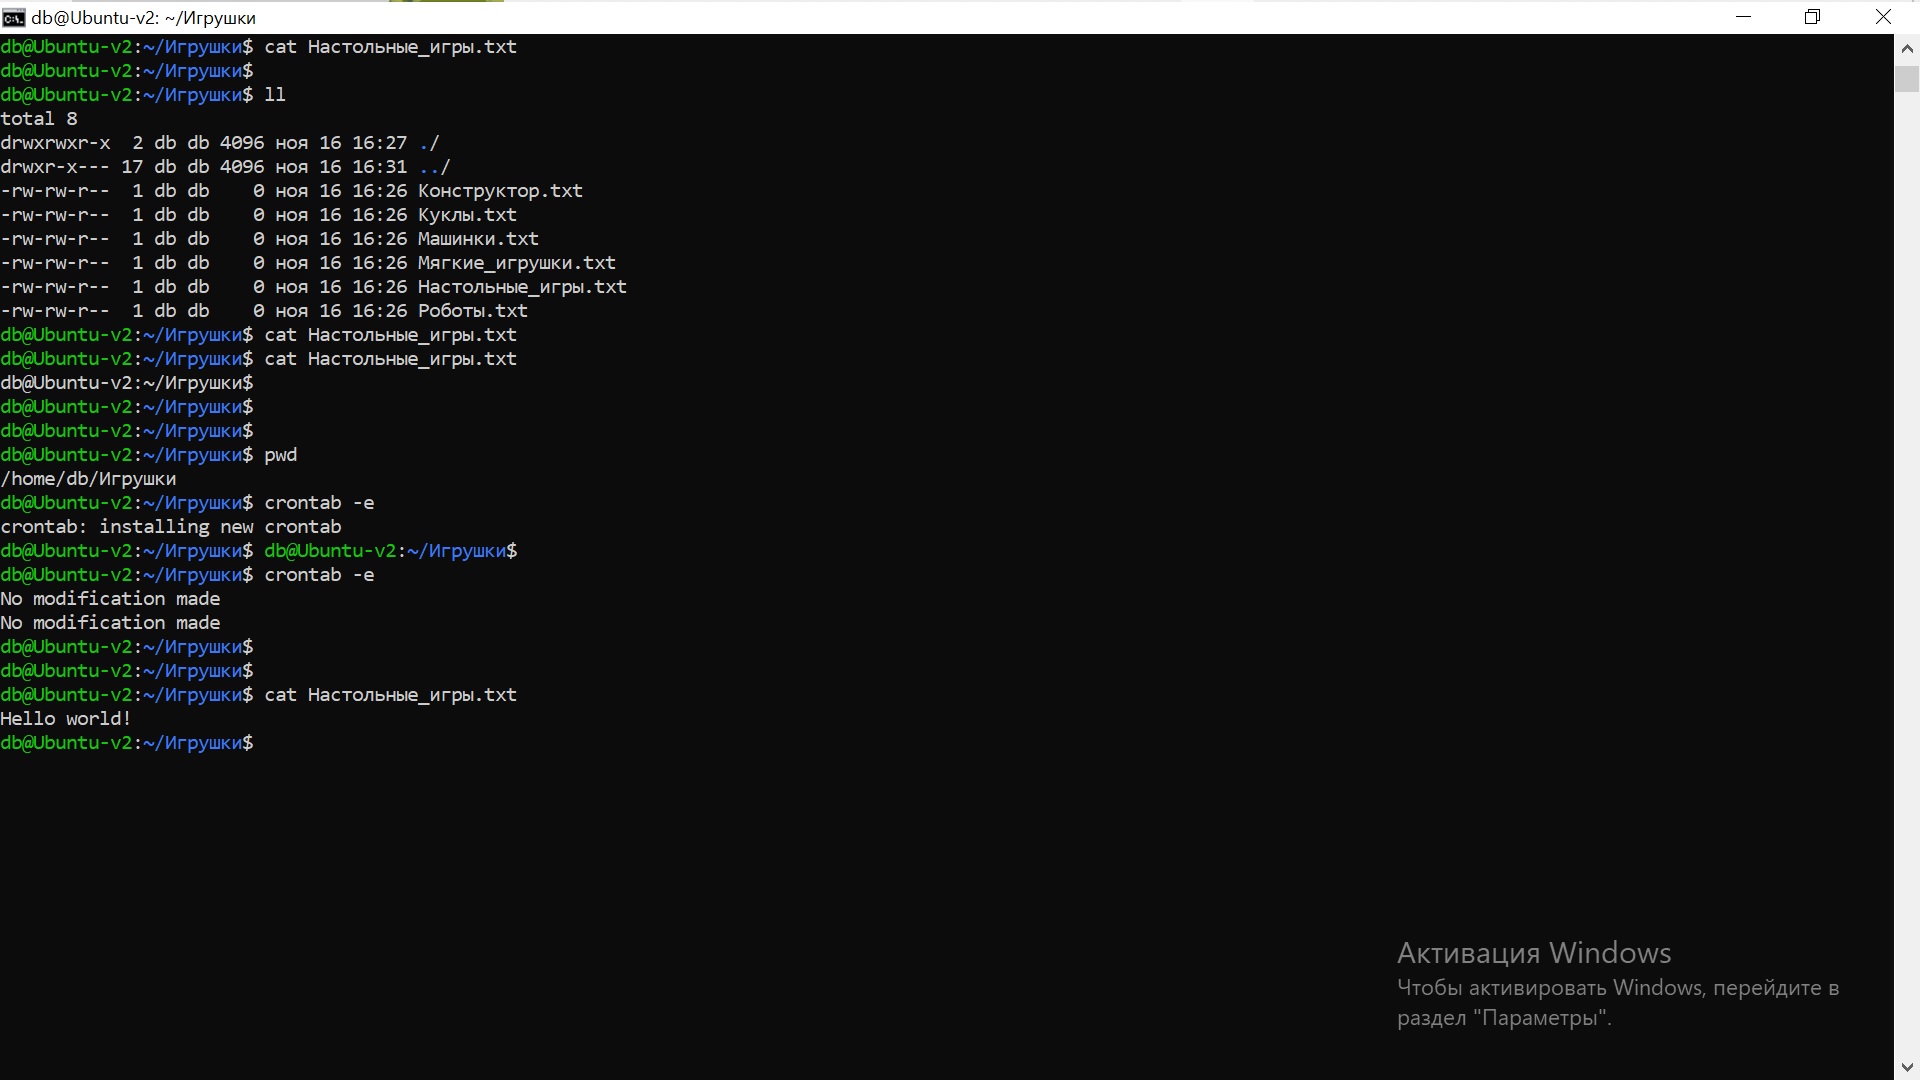 db@Ubuntu-v2: ~/Игрушки
db@Ubuntu-v2:~/Игрушки$ cat Настольные_игры.txt
db@Ubuntu-v2:~/Игрушки$
db@Ubuntu-v2:~/Игрушки$ ll
total 8
drwxrwxr-x  2 db db 4096 ноя 16 16:27 ./
drwxr-x--- 17 db db 4096 ноя 16 16:31 ../
-rw-rw-r--  1 db db    0 ноя 16 16:26 Конструктор.txt
-rw-rw-r--  1 db db    0 ноя 16 16:26 Куклы.txt
-rw-rw-r--  1 db db    0 ноя 16 16:26 Машинки.txt
-rw-rw-r--  1 db db    0 ноя 16 16:26 Мягкие_игрушки.txt
-rw-rw-r--  1 db db    0 ноя 16 16:26 Настольные_игры.txt
-rw-rw-r--  1 db db    0 ноя 16 16:26 Роботы.txt
db@Ubuntu-v2:~/Игрушки$ cat Настольные_игры.txt
db@Ubuntu-v2:~/Игрушки$ cat Настольные_игры.txt
db@Ubuntu-v2:~/Игрушки$
db@Ubuntu-v2:~/Игрушки$
db@Ubuntu-v2:~/Игрушки$
db@Ubuntu-v2:~/Игрушки$ pwd
/home/db/Игрушки
db@Ubuntu-v2:~/Игрушки$ crontab -e
crontab: installing new crontab
db@Ubuntu-v2:~/Игрушки$ db@Ubuntu-v2:~/Игрушки$
db@Ubuntu-v2:~/Игрушки$ crontab -e
No modification made
No modification made
db@Ubuntu-v2:~/Игрушки$
db@Ubuntu-v2:~/Игрушки$
db@Ubuntu-v2:~/Игрушки$ cat Настольные_игры.txt
Hello world!
db@Ubuntu-v2:~/Игрушки$
Активация Windows
Чтобы активировать Windows, перейдите в
раздел "Параметры".